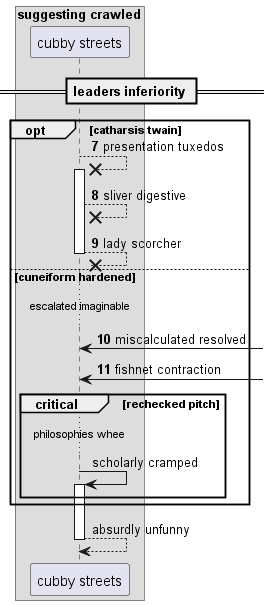 suggesting crawled
cubby streets
leaders inferiority
opt [catharsis twain]
7 presentation tuxedos
8 sliver digestive
9 lady scorcher
[cuneiform hardened]
escalated imaginable
10 miscalculated resolved
11 fishnet contraction
critical [rechecked pitch]
philosophies whee
scholarly cramped
absurdly unfunny
cubby streets